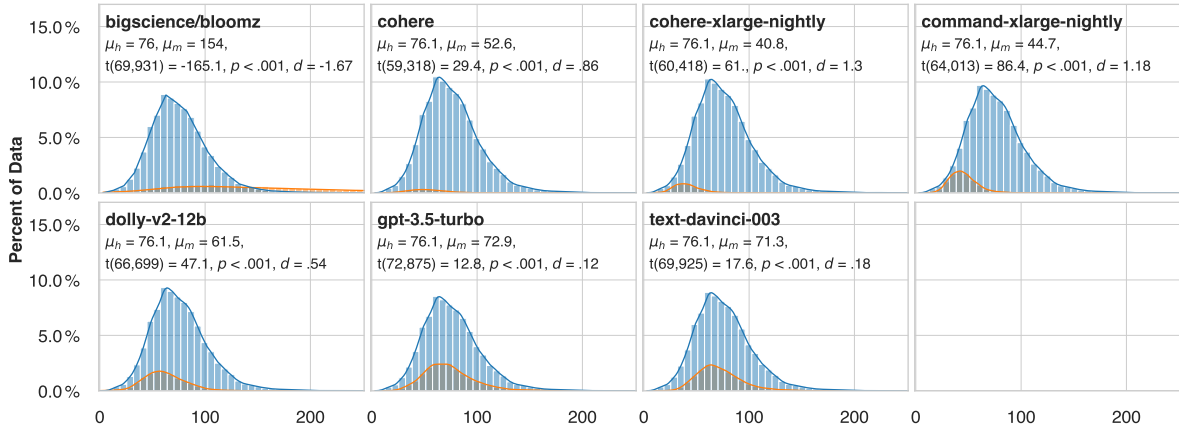 bigscience/bloomz
μh = 76, μm = 154,
t(69,931) = -165.1, p < .001, d = -1.67
cohere
μh = 76.1, μm = 52.6,
t(59,318) = 29.4, p < .001, d = .86
cohere-xlarge-nightly
μh = 76.1, μm = 40.8,
t(60,418) = 61., p < .001, d = 1.3
command-xlarge-nightly
μh = 76.1, μm = 44.7,
t(64,013) = 86.4, p < .001, d = 1.18
15.0%
10.0%
5.0%
0.0%
Percent of Data
dolly-v2-12b
μh = 76.1, μm = 61.5,
t(66,699) = 47.1, p < .001, d = .54
gpt-3.5-turbo
μh = 76.1, μm = 72.9,
t(72,875) = 12.8, p < .001, d = .12
text-davinci-003
μh = 76.1, μm = 71.3,
t(69,925) = 17.6, p < .001, d = .18
15.0%
10.0%
5.0%
0.0%
0 100 200 0 100 200 0 100 200 0 100 200